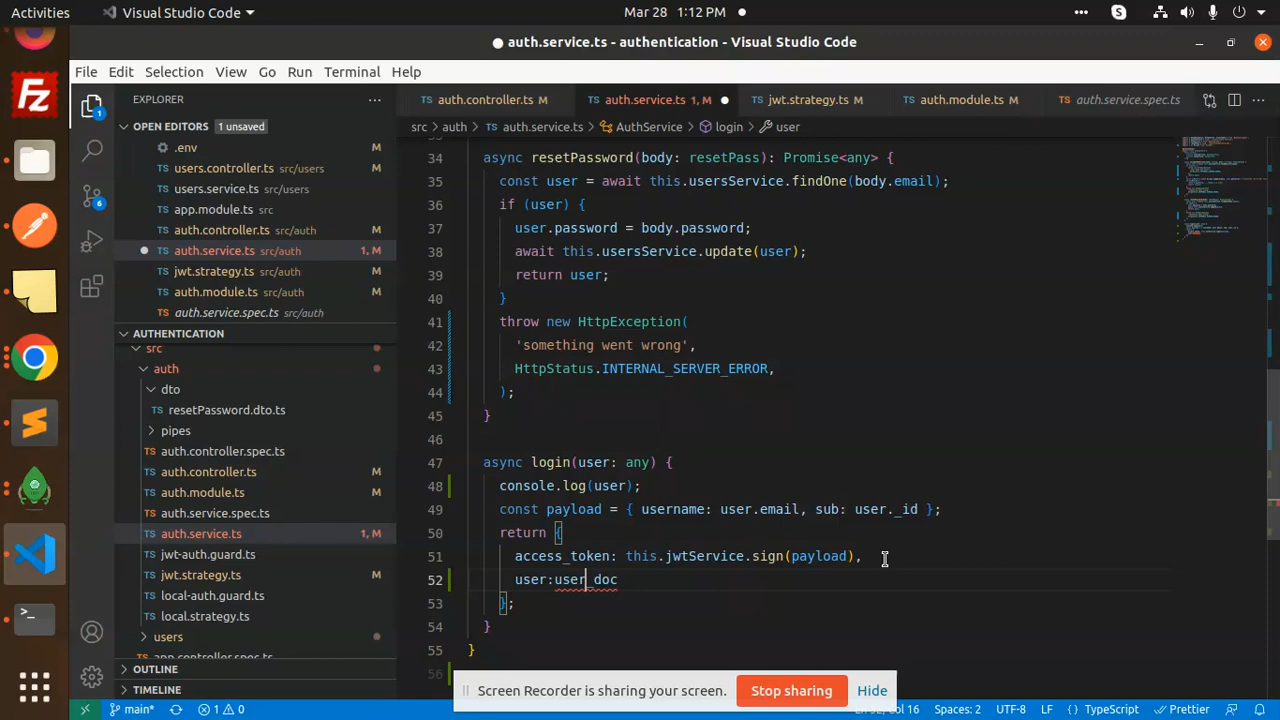 Activities
Visual Studio Code
Mar 28 1:12 PM
auth.service.ts - authentication - Visual Studio Code
File Edit Selection View Go Run Terminal Help
EXPLORER
OPEN EDITORS 1 unsaved
.env
users.controller.ts src/users
users.service.ts src/users
app.module.ts src
auth.controller.ts src/auth M
auth.service.ts src/auth 1, M
jwt.strategy.ts src/auth M
auth.module.ts src/auth M
auth.service.spec.ts src/auth
AUTHENTICATION
src
auth
dto
resetPassword.dto.ts
pipes
auth.controller.spec.ts
auth.controller.ts M
auth.module.ts M
auth.service.spec.ts
auth.service.ts 1, M
jwt-auth.guard.ts
jwt.strategy.ts M
local-auth.guard.ts
local.strategy.ts
users
app.controller.spec.ts
OUTLINE
TIMELINE
auth.controller.ts M
auth.service.ts 1, M
jwt.strategy.ts M
auth.module.ts M
auth.service.spec.ts
src > auth > TS auth.service.ts > AuthService > login > user
34 async resetPassword(body: resetPass): Promise<any> {
35 const user = await this.usersService.findOne(body.email);
36 if (user) {
37 user.password = body.password;
38 await this.usersService.update(user);
39 return user;
40 }
41 throw new HttpException(
42 'something went wrong',
43 HttpStatus.INTERNAL_SERVER_ERROR,
44 );
45 }
46
47 async login(user: any) {
48 console.log(user);
49 const payload = { username: user.email, sub: user._id };
50 return {
51 access_token: this.jwtService.sign(payload),
52 user:user_doc
53 };
54 }
55 }
56
Screen Recorder is sharing your screen.
Stop sharing
Hide
main* 1 0
Ln 52, Col 16 Spaces: 2 UTF-8 LF {} TypeScript Prettier